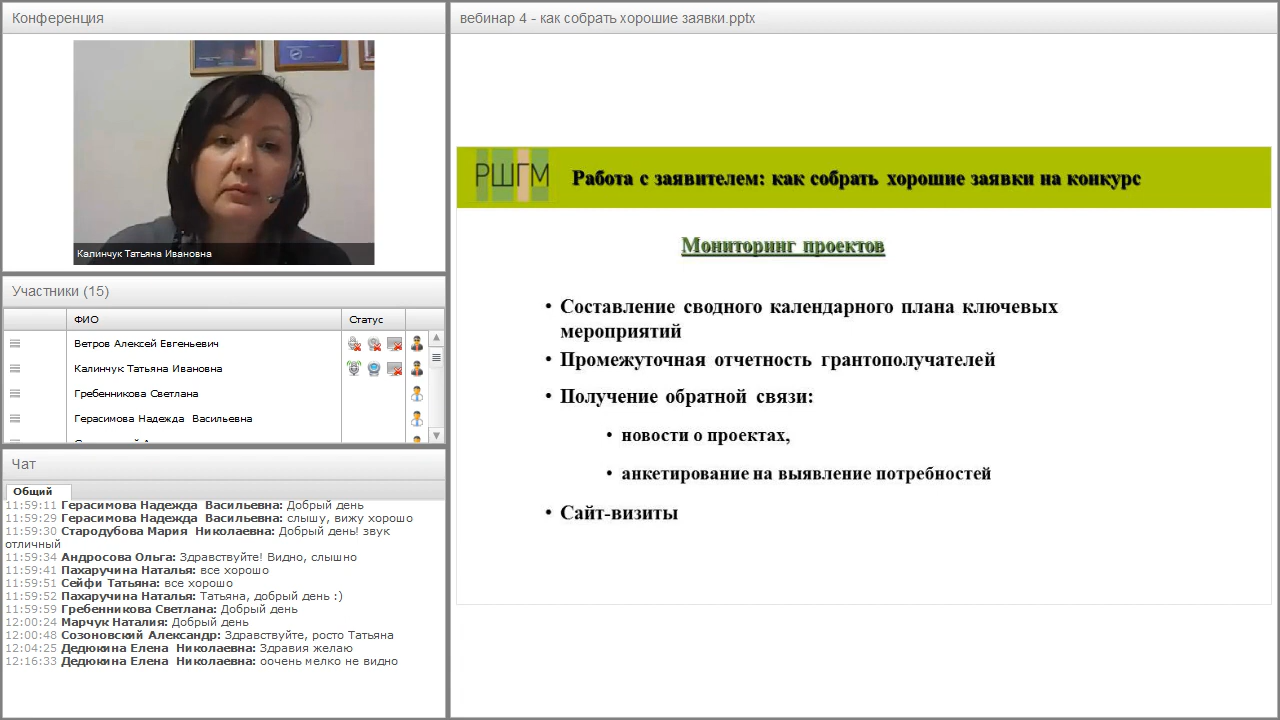 Конференция
Калинчук Татьяна Ивановна
Участники (15)
ФИО Статус
Ветров Алексей Евгеньевич
Калинчук Татьяна Ивановна
Гребенникова Светлана
Герасимова Надежда Васильевна
Чат
Общий
11:59:11 Герасимова Надежда Васильевна: Добрый день
11:59:29 Герасимова Надежда Васильевна: слышу, вижу хорошо
11:59:30 Стародубова Мария Николаевна: Добрый день! звук
отличный
11:59:34 Андросова Ольга: Здравствуйте! Видно, слышно
11:59:41 Пахаручина Наталья: все хорошо
11:59:51 Сейфи Татьяна: все хорошо
11:59:52 Пахаручина Наталья: Татьяна, добрый день :)
11:59:59 Гребенникова Светлана: Добрый день
12:00:24 Марчук Наталия: Добрый день
12:00:48 Созоновский Александр: Здравствуйте, росто Татьяна
12:04:25 Дедюкина Елена Николаевна: Здравия желаю
12:16:33 Дедюкина Елена Николаевна: оочень мелко не видно
вебинар 4 - как собрать хорошие заявки.pptx
РШГМ
Работа с заявителем: как собрать хорошие заявки на конкурс
Мониторинг проектов
• Составление сводного календарного плана ключевых
мероприятий
• Промежуточная отчетность грантополучателей
• Получение обратной связи:
• новости о проектах,
• анкетирование на выявление потребностей
• Сайт-визиты